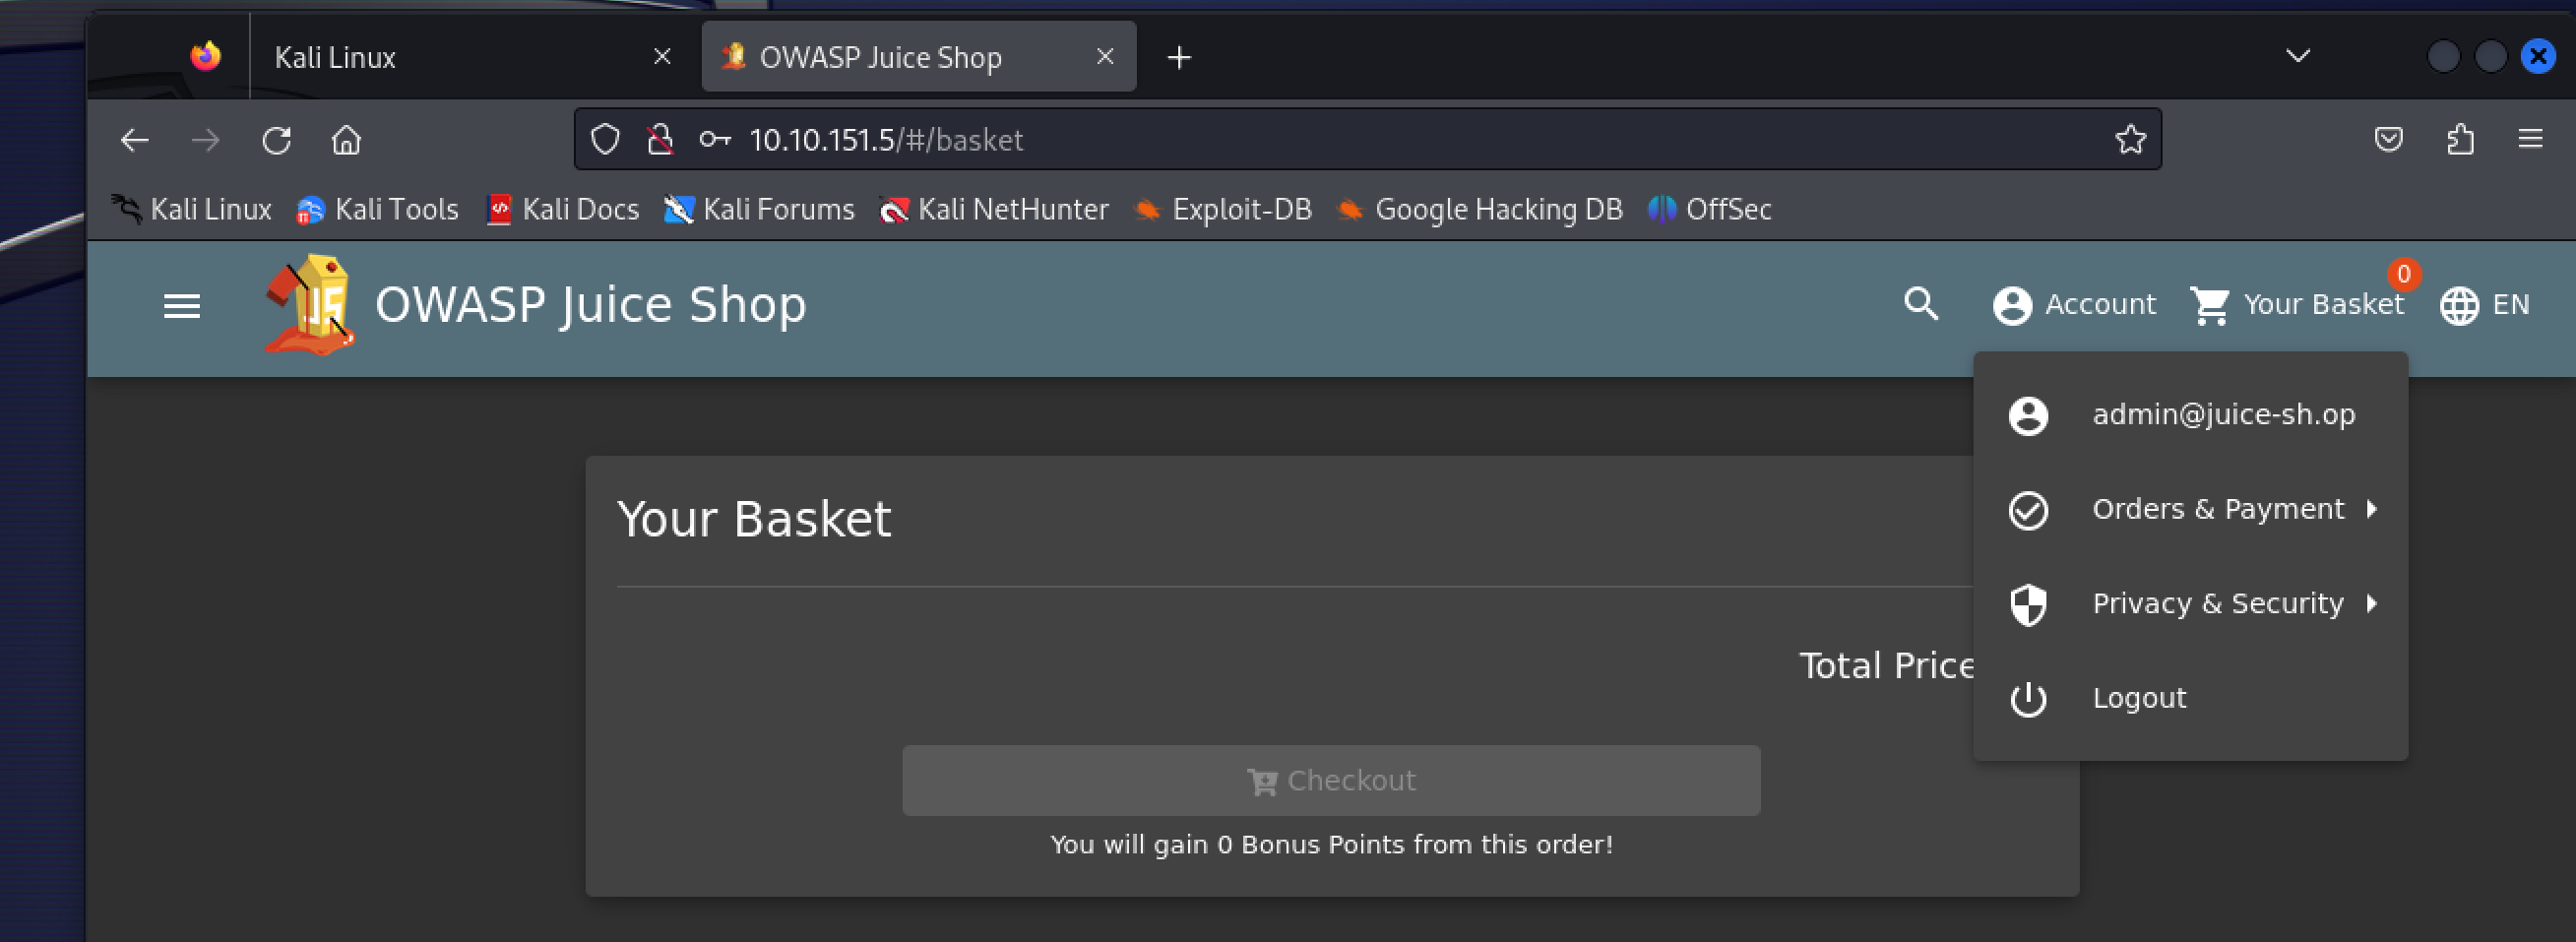 Kali Linux
OWASP Juice Shop
10.10.151.5/#/basket
Kali Linux Kali Tools Kali Docs Kali Forums Kali NetHunter Exploit-DB Google Hacking DB OffSec
OWASP Juice Shop
Account
Your Basket
0
EN
admin@juice-sh.op
Orders & Payment
Privacy & Security
Logout
Your Basket
Total Price
Checkout
You will gain 0 Bonus Points from this order!